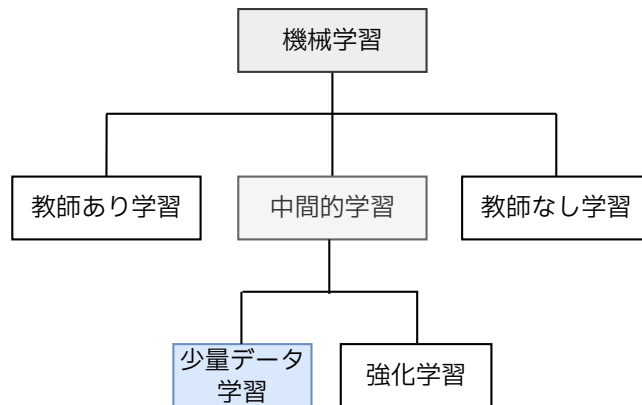 機械学習
教師あり学習
中間的学習
教師なし学習
少量データ
学習
強化学習